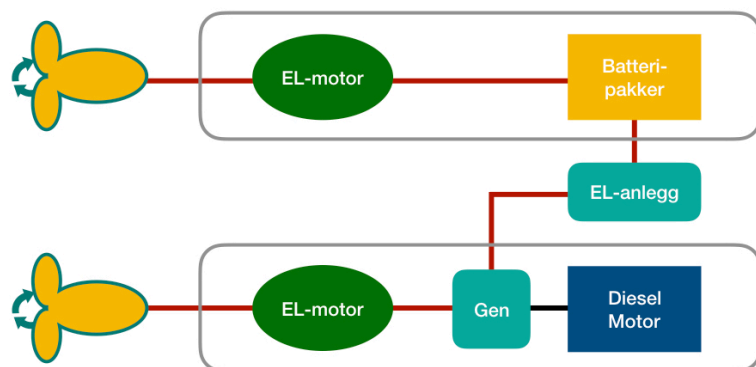 EL-motor
Batteri-
pakker
EL-anlegg
EL-motor
Gen
Diesel
Motor